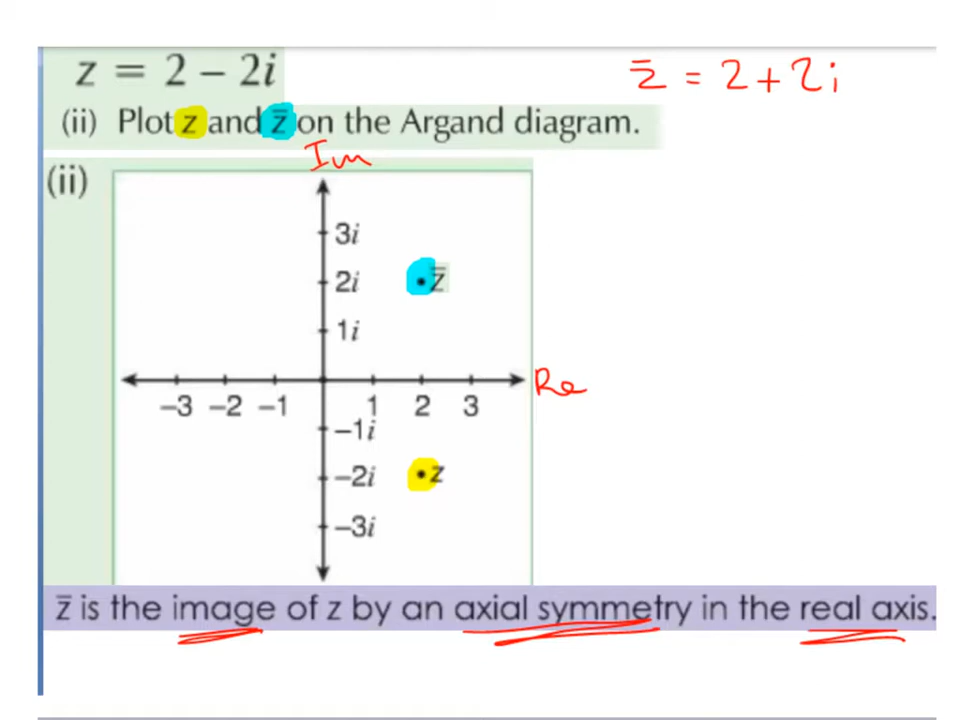 z = 2 – 2i
z̄ = 2 + 2i
(ii) Plot z and z̄ on the Argand diagram.
Im
(ii)
3i
2i
z̄
1i
Re
–3 –2 –1 1 2 3
–1i
–2i
z
–3i
z̄ is the image of z by an axial symmetry in the real axis.